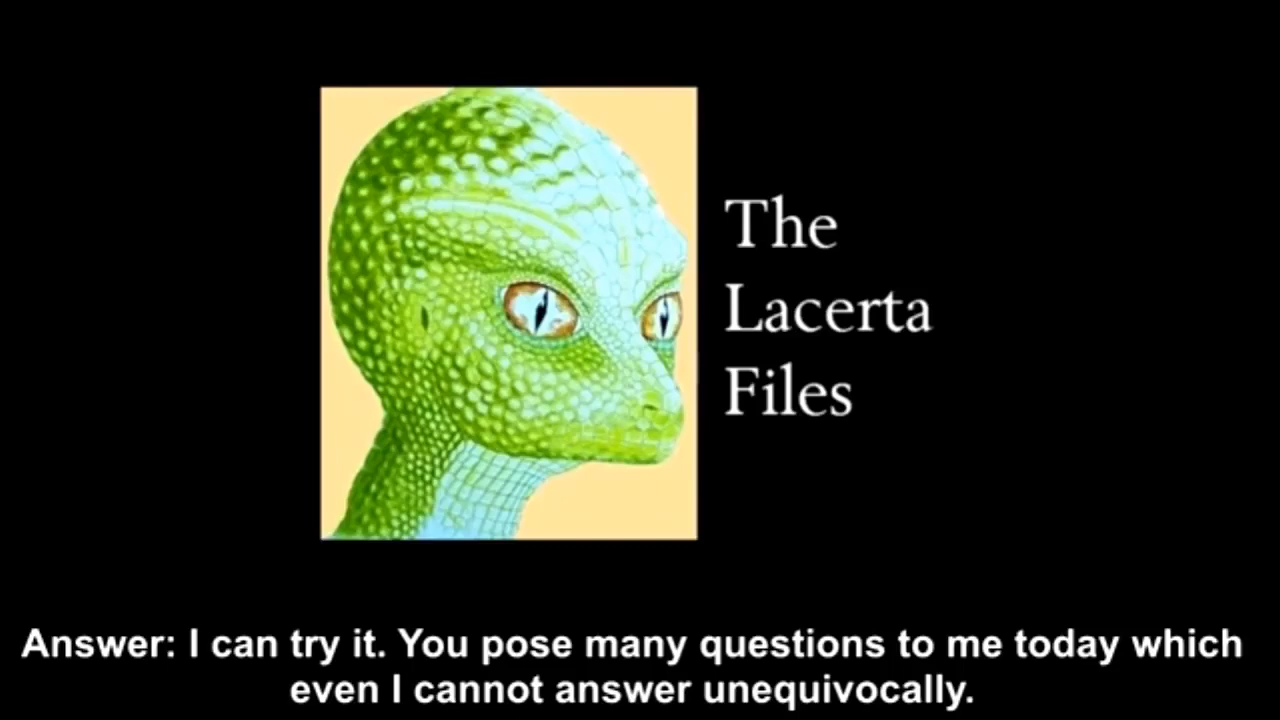 The
Lacerta
Files
Answer: I can try it. You pose many questions to me today which
even I cannot answer unequivocally.